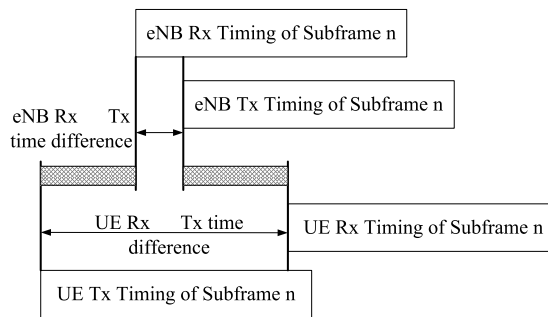 eNB Rx Timing of Subframe n
eNB Tx Timing of Subframe n
eNB Rx Tx
time difference
UE Rx Tx time
difference
UE Rx Timing of Subframe n
UE Tx Timing of Subframe n